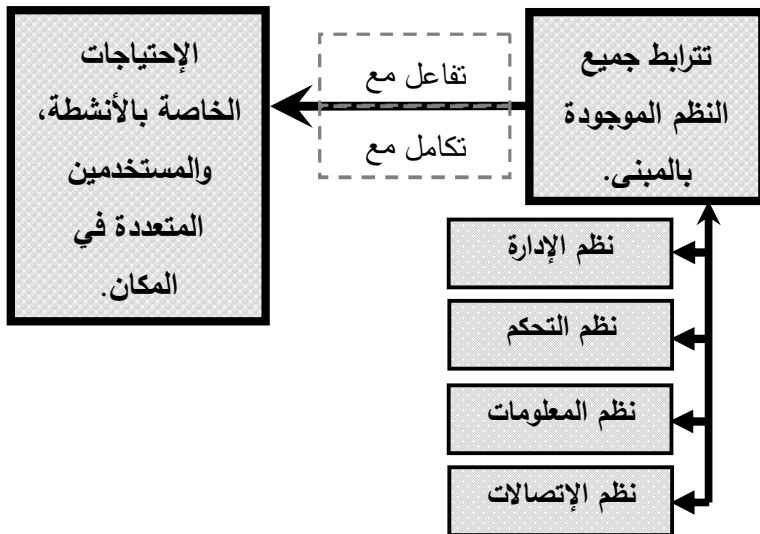 تترابط جميع
النظم الموجودة
بالمبنى.
تفاعل مع
تكامل مع
الإحتياجات
الخاصة بالأنشطة،
والمستخدمين
المتعددة في
المكان.
نظم الإدارة
نظم التحكم
نظم المعلومات
نظم الإتصالات